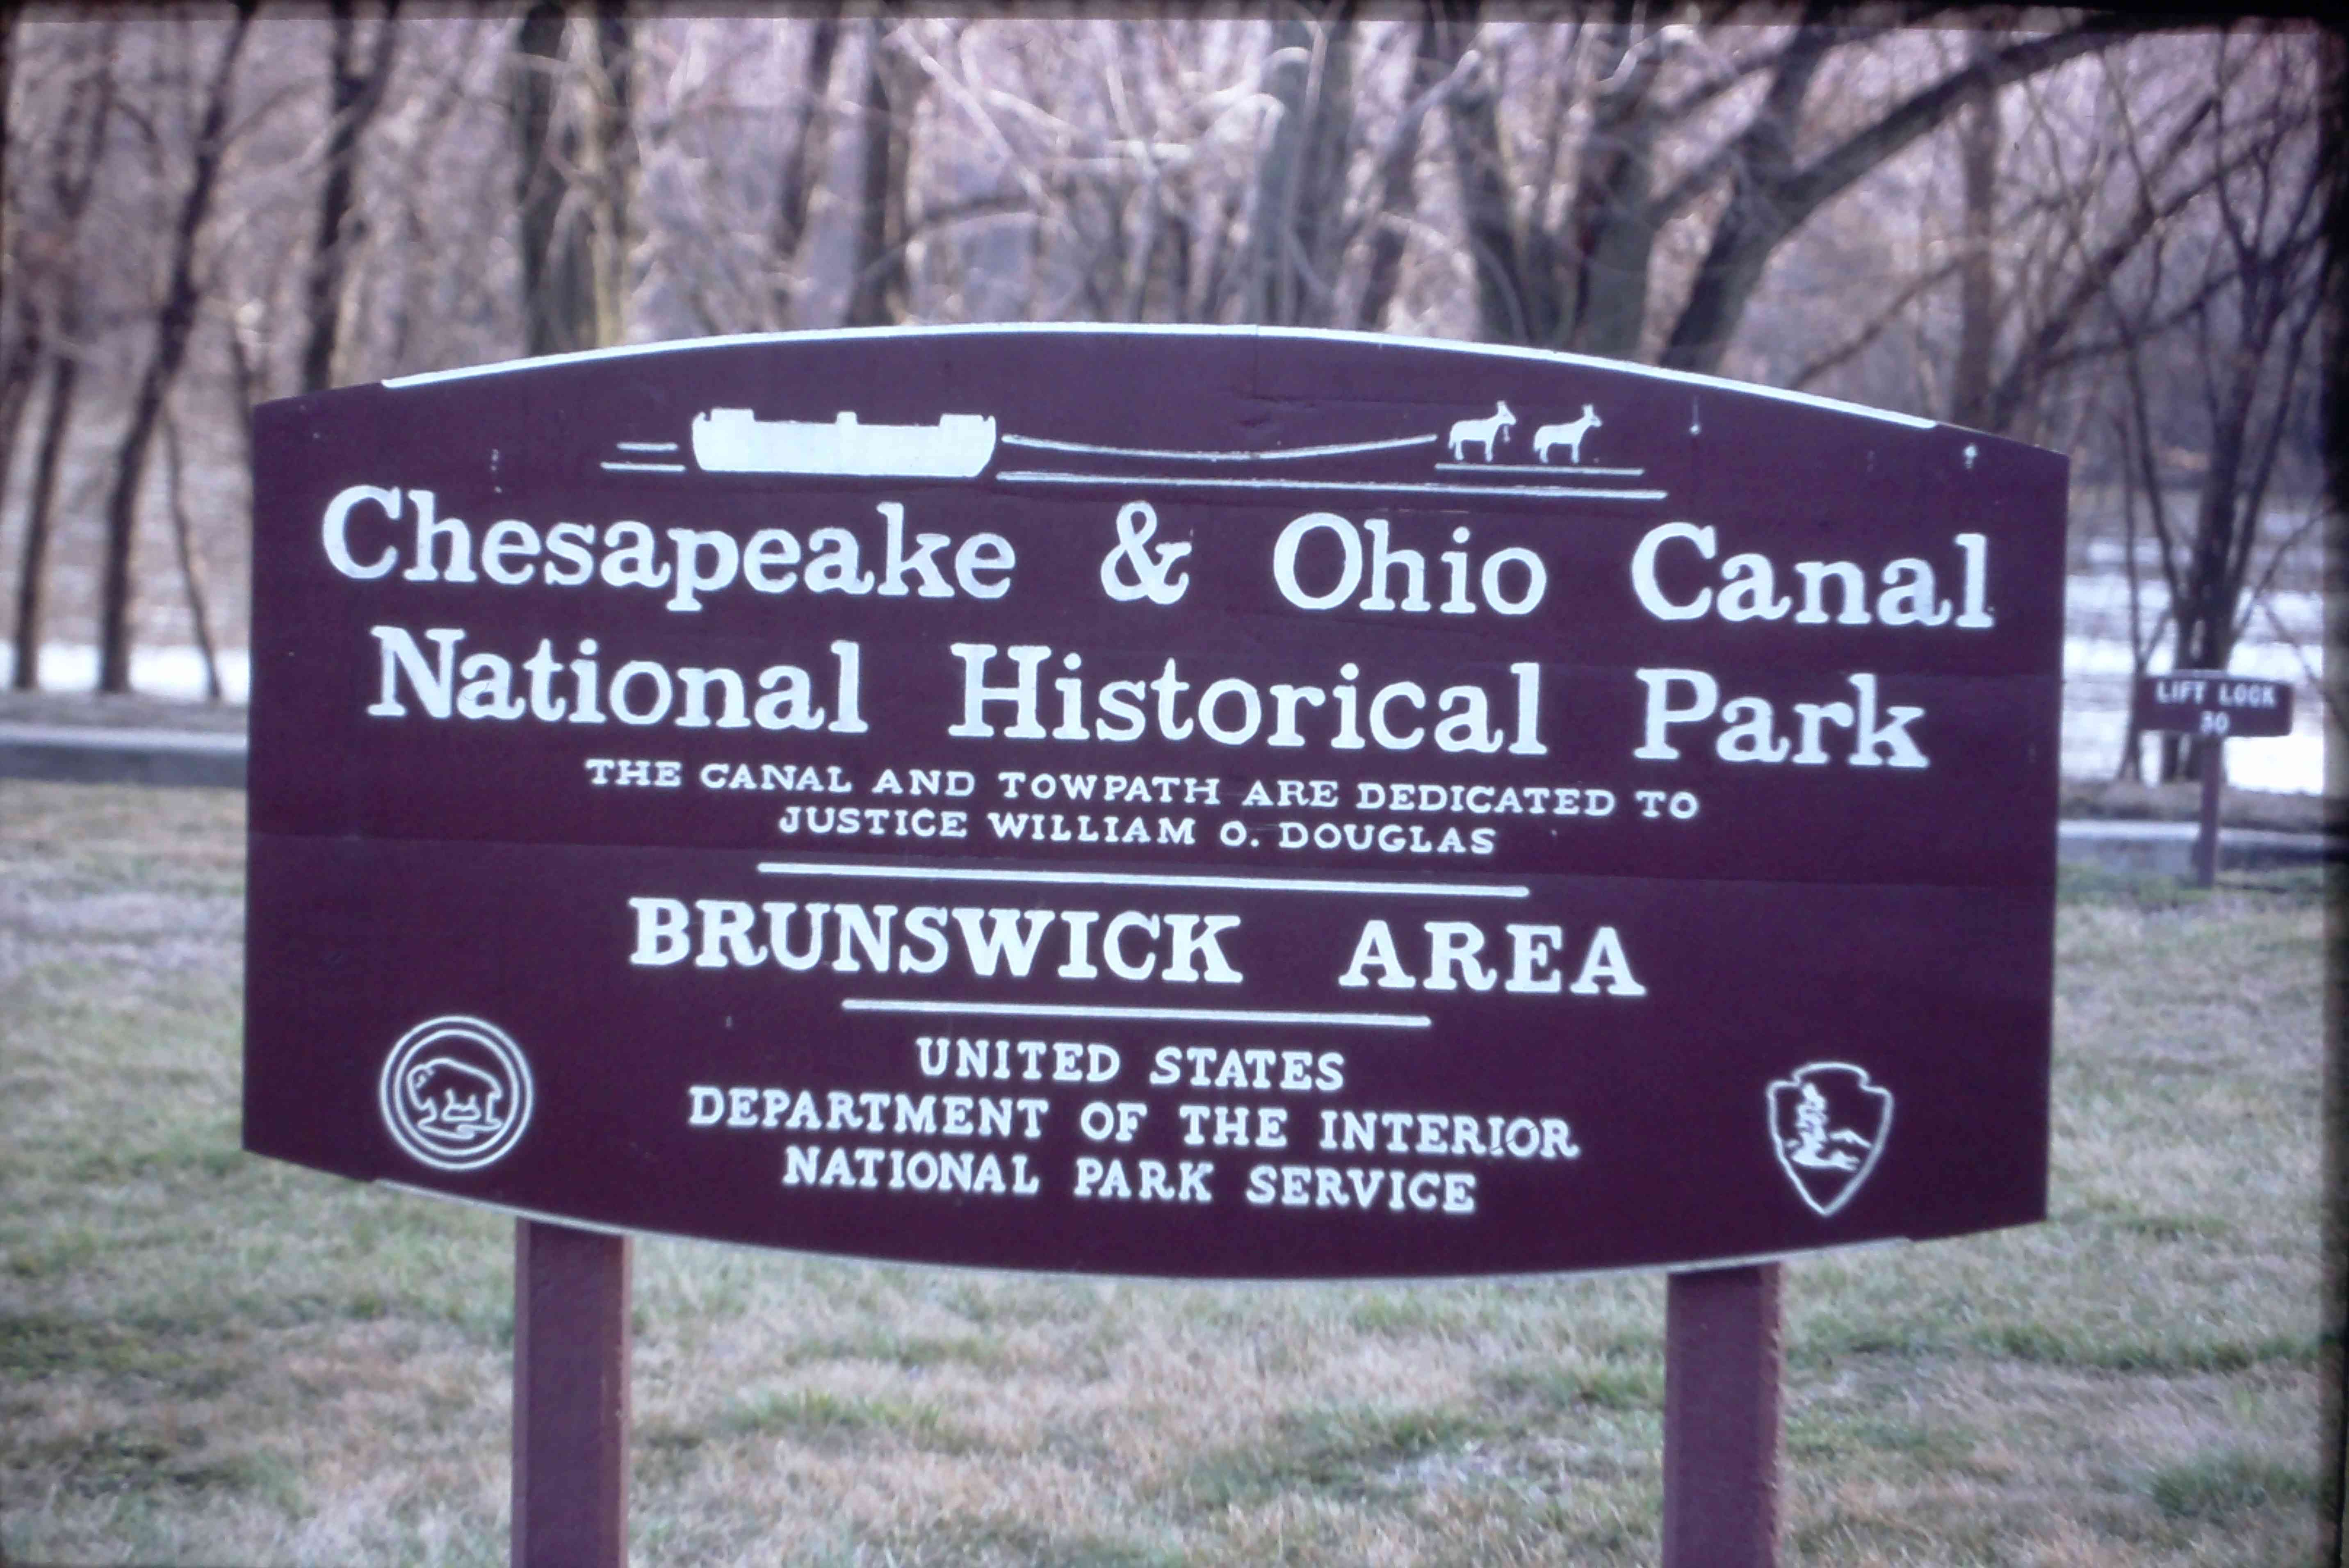 Chesapeake & Ohio Canal
National Historical Park
THE CANAL AND TOWPATH ARE DEDICATED TO
JUSTICE WILLIAM O. DOUGLAS
BRUNSWICK AREA
UNITED STATES
DEPARTMENT OF THE INTERIOR
NATIONAL PARK SERVICE
LIFT LOCK
30